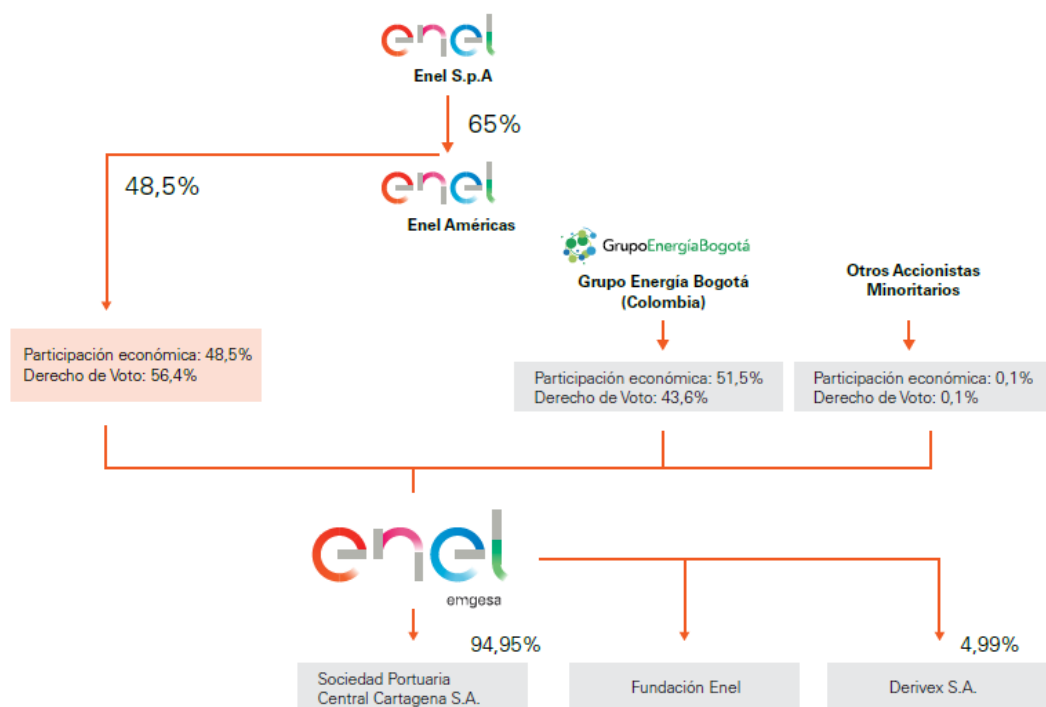 enel
Enel S.p.A
65%
48,5%
enel
Enel Américas
GrupoEnergíaBogotá
Grupo Energía Bogotá
(Colombia)
Otros Accionistas
Minoritarios
Participación económica: 48,5%
Derecho de Voto: 56,4%
Participación económica: 51,5%
Derecho de Voto: 43,6%
Participación económica: 0,1%
Derecho de Voto: 0,1%
enel
emgesa
94,95%
4,99%
Sociedad Portuaria
Central Cartagena S.A.
Fundación Enel
Derivex S.A.